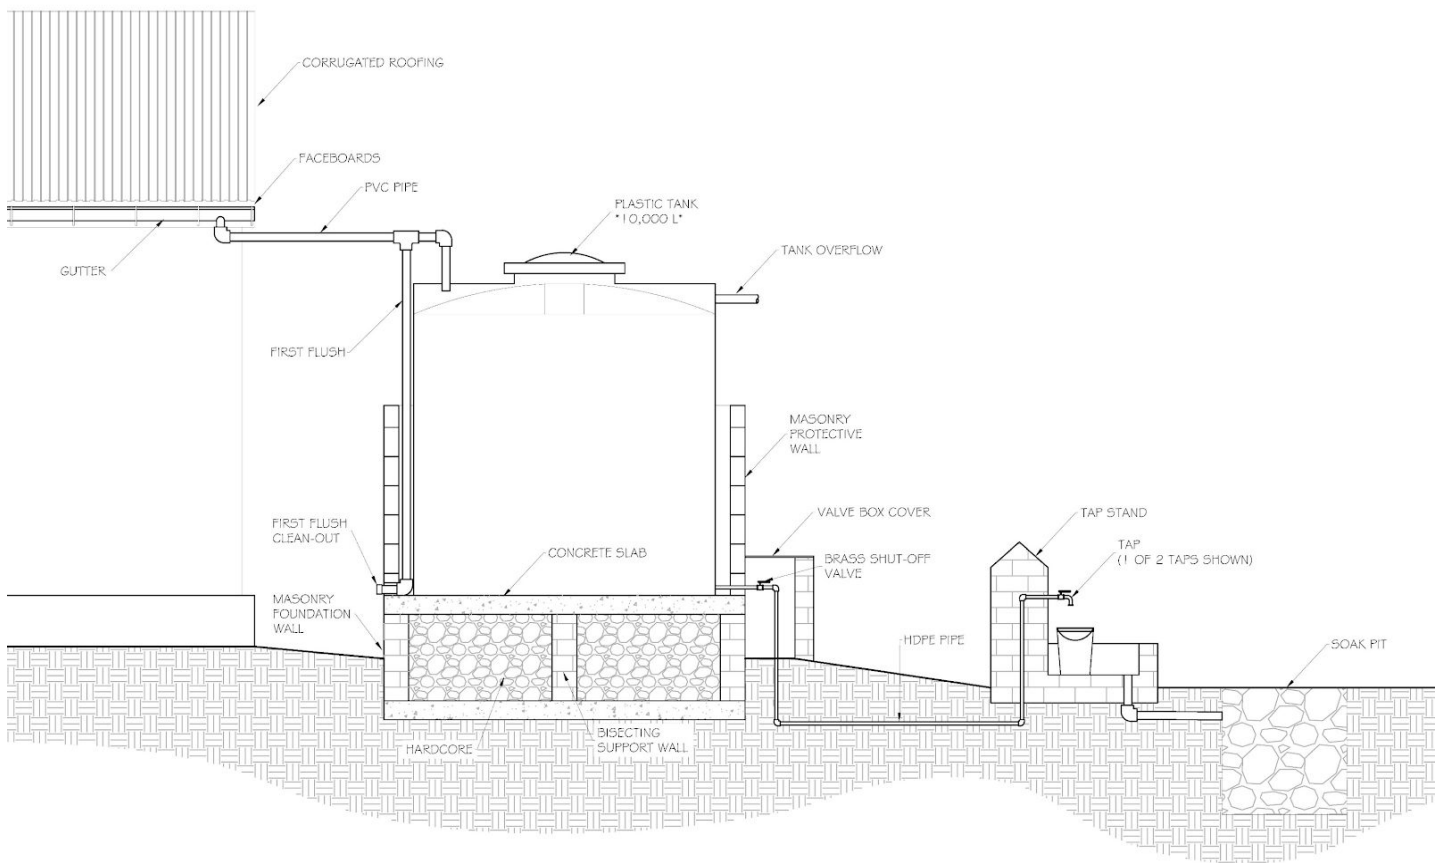 CORRUGATED ROOFING
FACEBOARDS
PVC PIPE
PLASTIC TANK
*10,000 L*
TANK OVERFLOW
GUTTER
FIRST FLUSH
MASONRY
PROTECTIVE
WALL
FIRST FLUSH
CLEAN-OUT
CONCRETE SLAB
VALVE BOX COVER
BRASS SHUT-OFF
VALVE
TAP STAND
TAP
(1 OF 2 TAPS SHOWN)
MASONRY
FOUNDATION
WALL
HDPE PIPE
SOAK PIT
HARDCORE
BISECTING
SUPPORT WALL